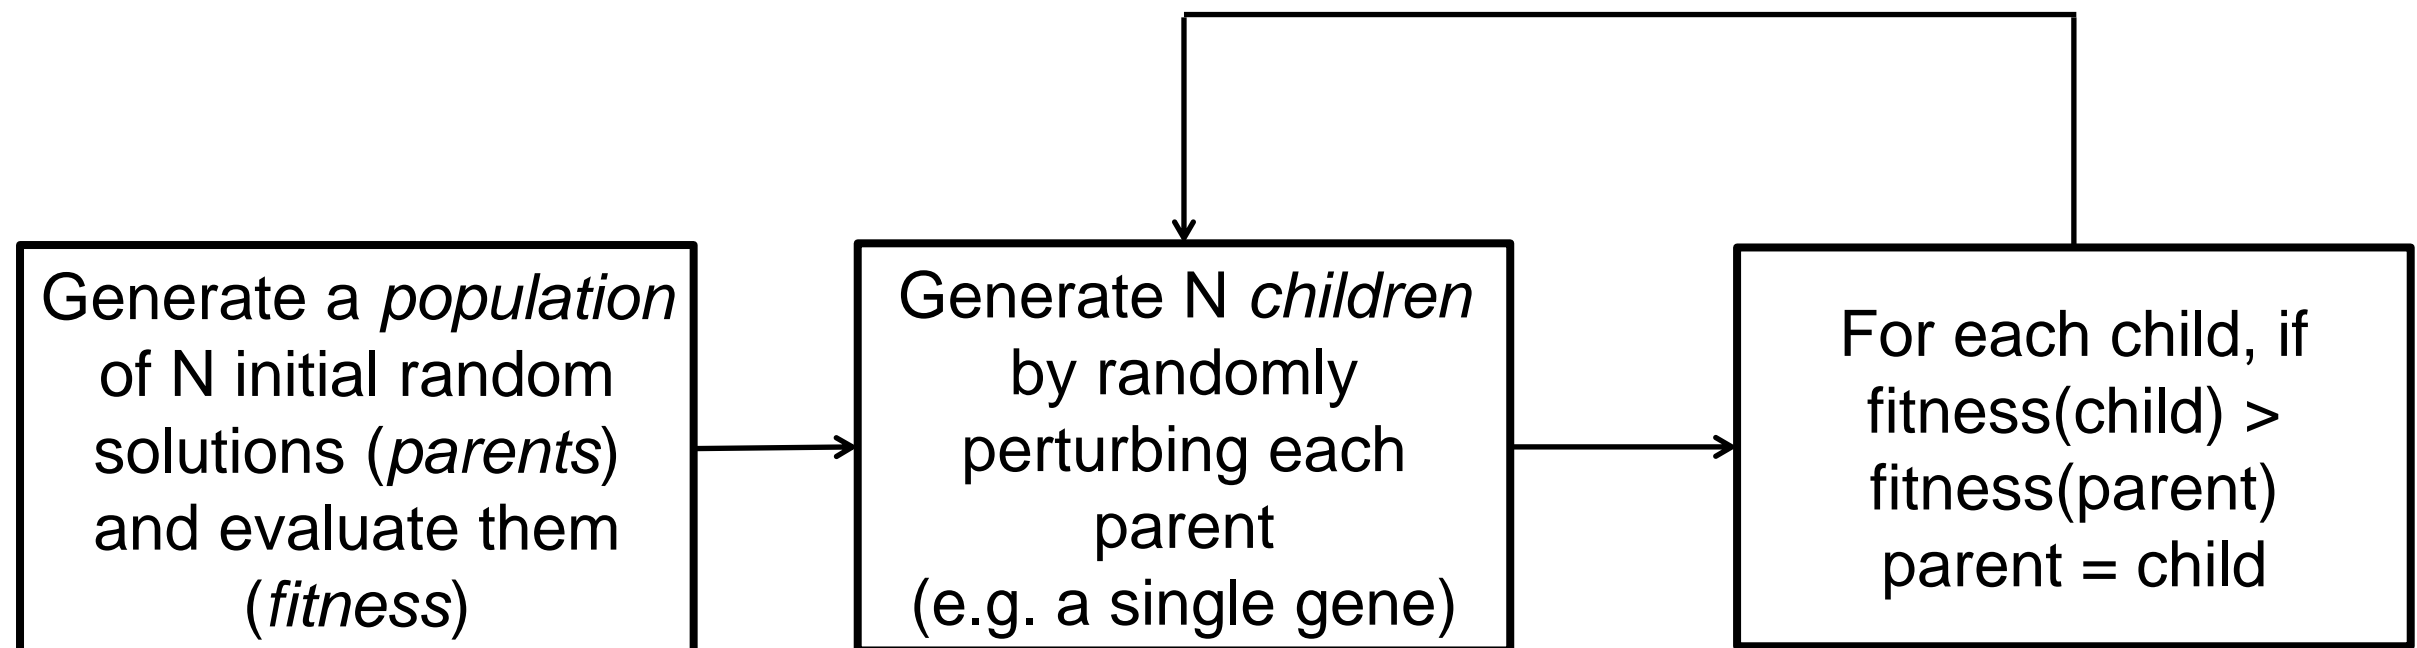 Generate a population
of N initial random
solutions (parents)
and evaluate them
(fitness)
Generate N children
by randomly
perturbing each
parent
(e.g. a single gene)
For each child, if
fitness(child) >
fitness(parent)
parent = child